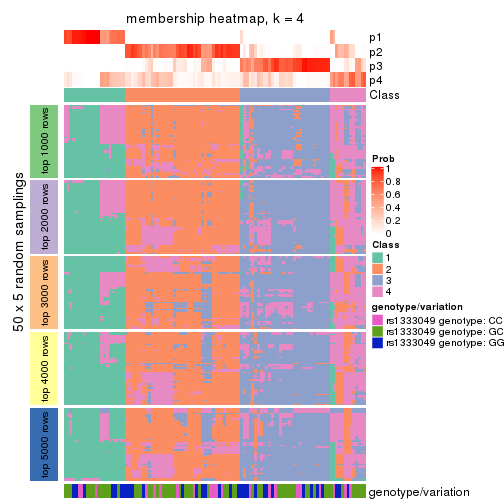 membership heatmap, k = 4
p1
p2
p3
p4
Class
50 x 5 random samplings
top 1000 rows
top 2000 rows
top 3000 rows
top 4000 rows
top 5000 rows
Prob
1
0.8
0.6
0.4
0.2
0
Class
1
2
3
4
genotype/variation
rs1333049 genotype: CC
rs1333049 genotype: GC
rs1333049 genotype: GG
genotype/variation